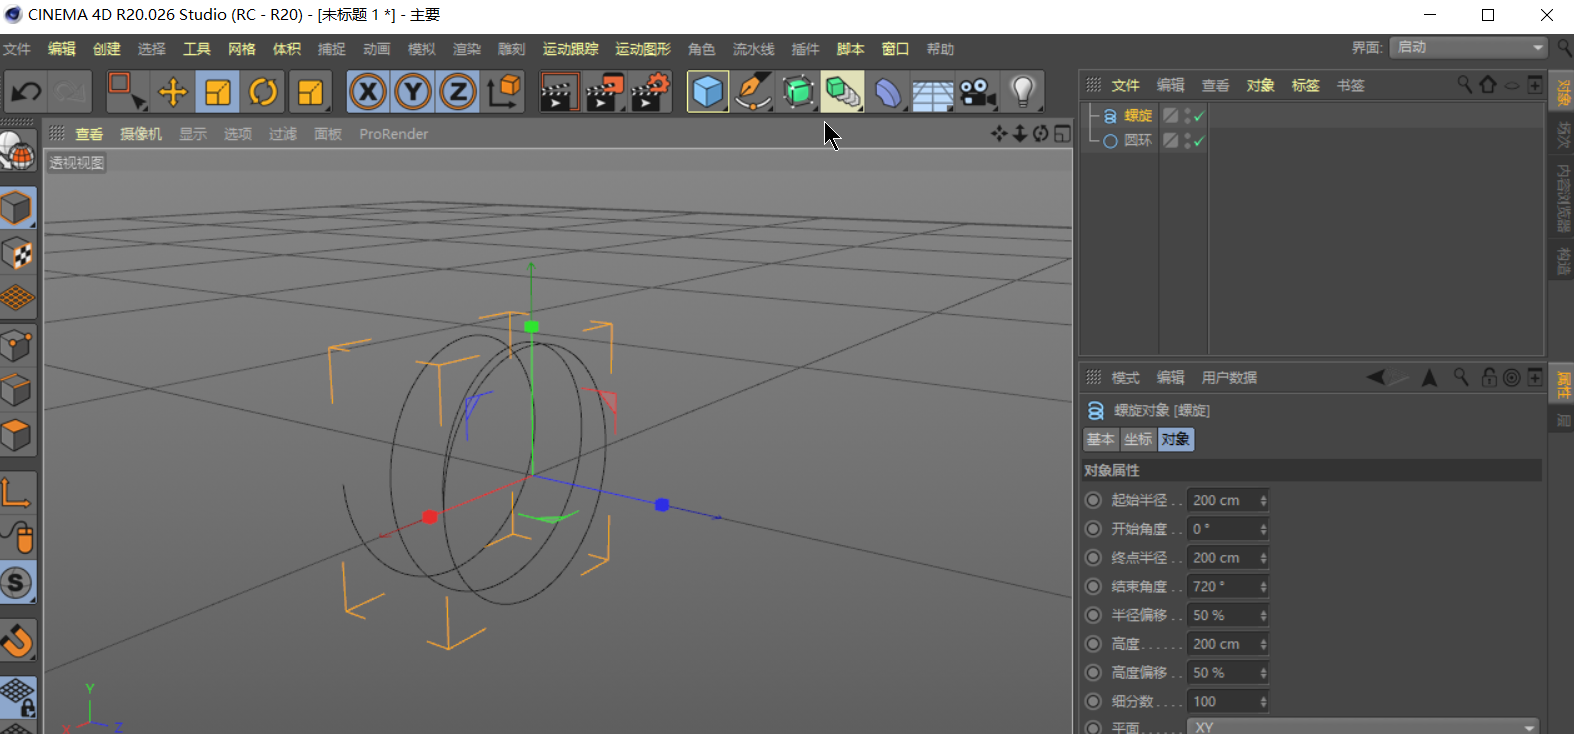 CINEMA 4D R20.026 Studio (RC - R20) - [未标题 1 *] - 主要
文件 编辑 创建 选择 工具 网格 体积 捕捉 动画 模拟 渲染 雕刻 运动跟踪 运动图形 角色 流水线 插件 脚本 窗口 帮助 界面: 启动
X Y Z
文件 编辑 查看 对象 标签 书签
查看 摄像机 显示 选项 过滤 面板 ProRender
透视视图
螺旋
圆环
对象
场次
内容浏览器
构造
模式 编辑 用户数据
属性
层
螺旋对象 [螺旋]
基本 坐标 对象
对象属性
起始半径 . . 200 cm
开始角度 . . 0 °
终点半径 . . 200 cm
结束角度 . . 720 °
半径偏移 . . 50 %
高度. . . . . . 200 cm
高度偏移 . . 50 %
细分数. . . . 100
平面. . . . . . XY
S
Y
X Z